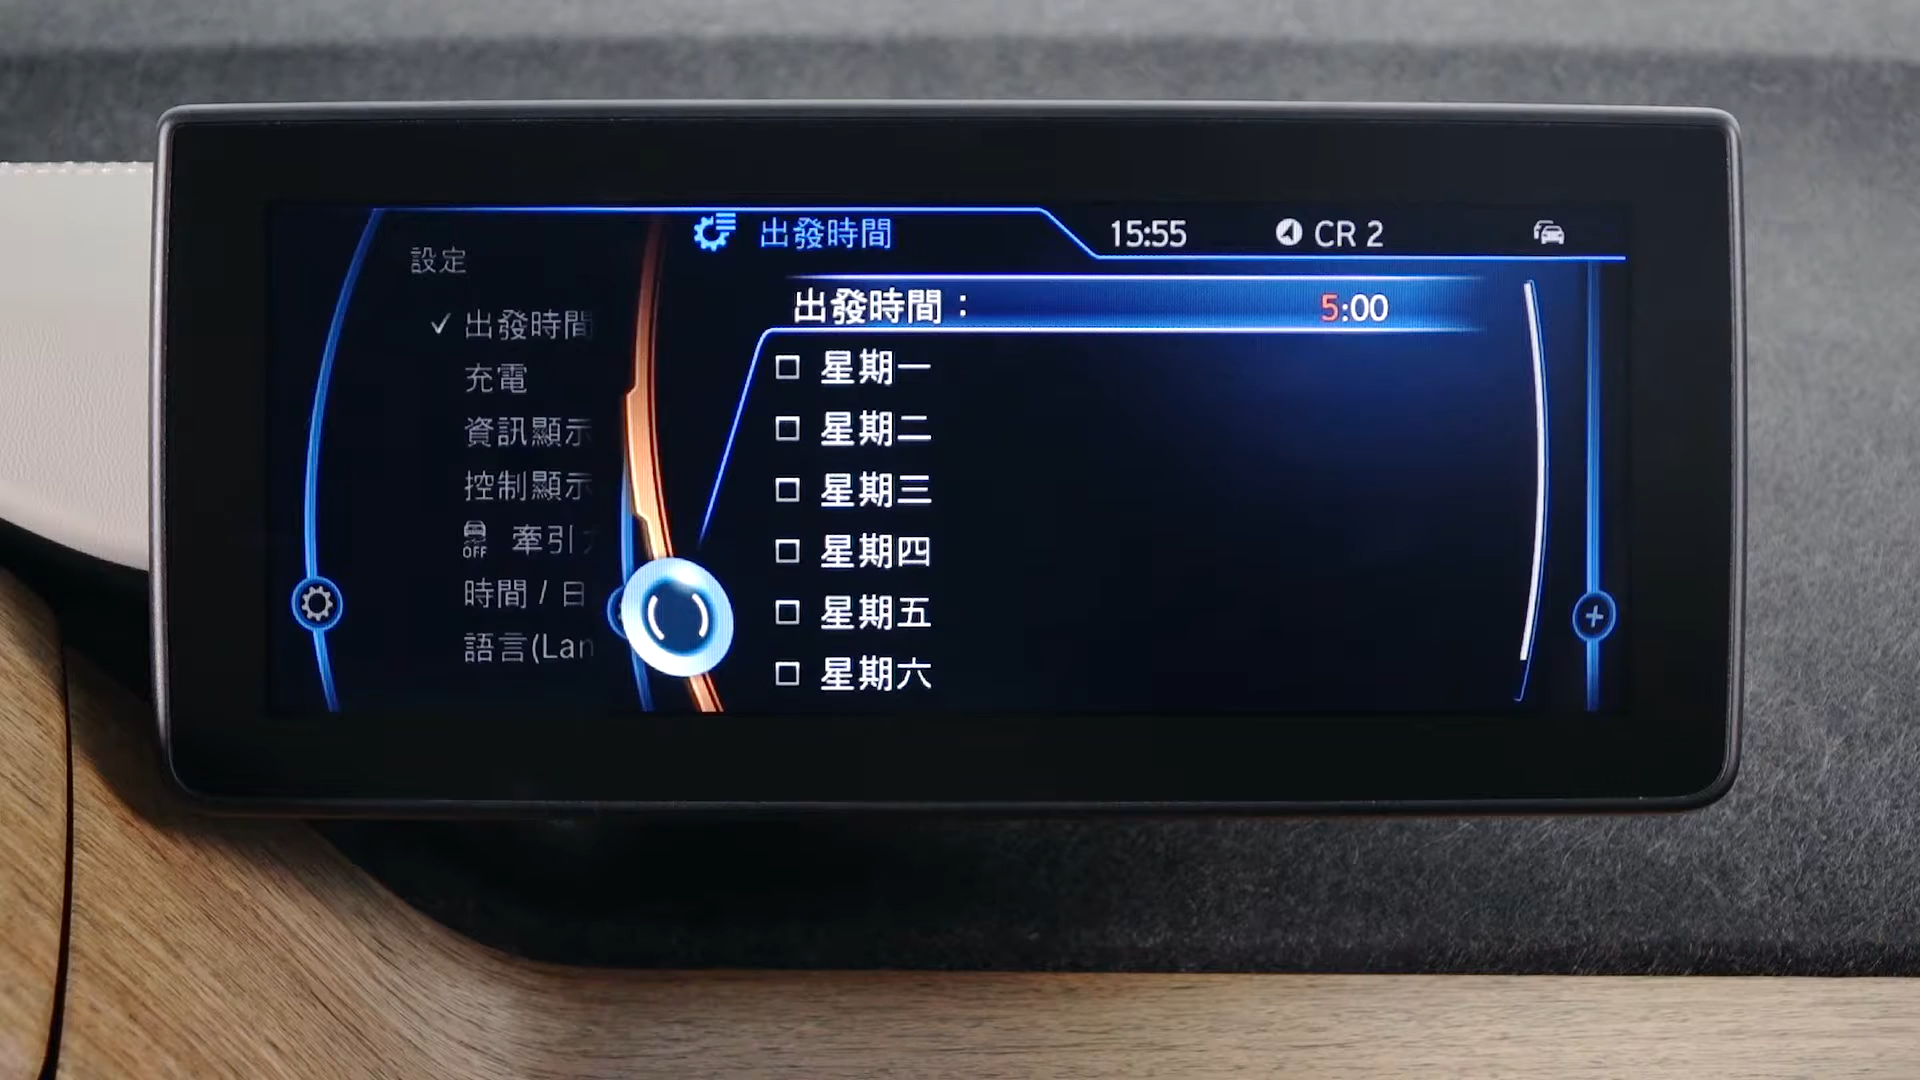 出發時間
15:55
CR 2
設定
✓ 出發時間
充電
資訊顯示
控制顯示
OFF 牽引
時間 / 日
語言(Lan
出發時間：
5:00
星期一
星期二
星期三
星期四
星期五
星期六